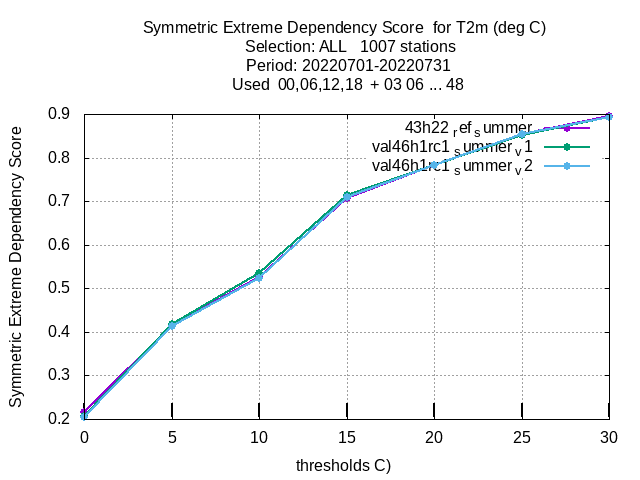 Symmetric Extreme Dependency Score for T2m (deg C)
Selection: ALL 1007 stations
Period: 20220701-20220731
Used 00,06,12,18 + 03 06 ... 48
Symmetric Extreme Dependency Score
0.9
0.8
0.7
0.6
0.5
0.4
0.3
0.2
43h22 ref summer
val46h1rc1 summer v1
val46h1rc1 summer v2
0 5 10 15 20 25 30
thresholds C)